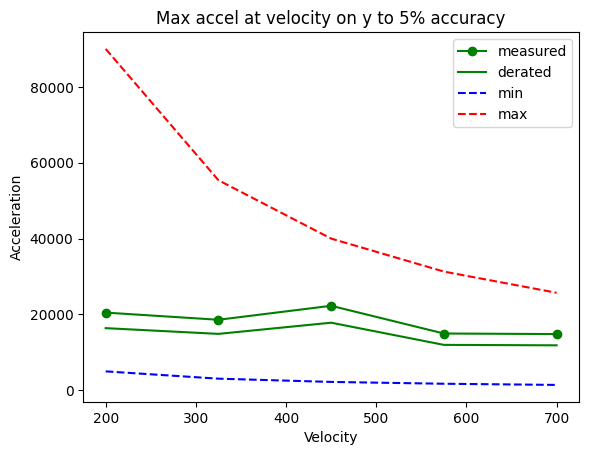 Max accel at velocity on y to 5% accuracy
measured
derated
min
max
80000
60000
40000
20000
0
Acceleration
200 300 400 500 600 700
Velocity